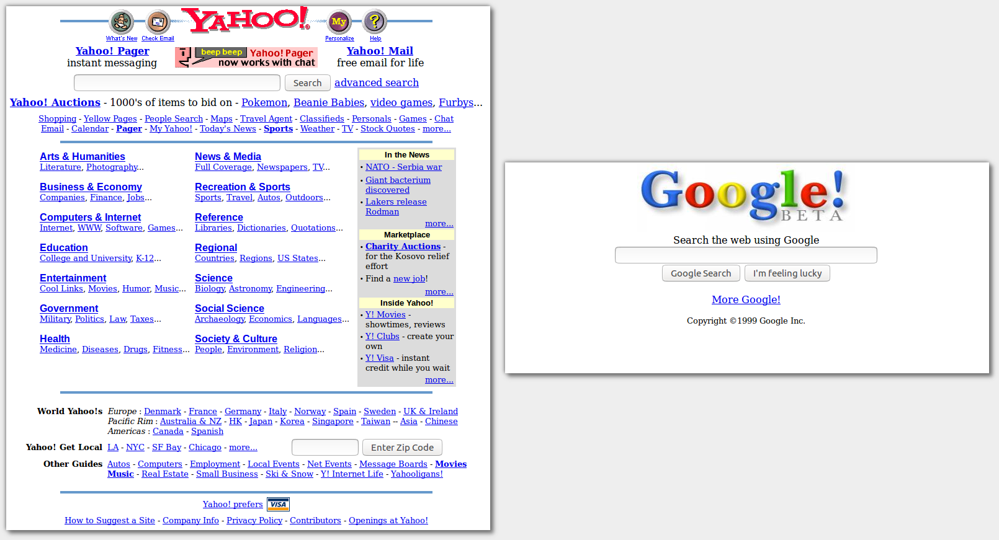 YAHOO!
What's New Check Email Personalize Help
My ?
Yahoo! Pager
instant messaging
beep beep Yahoo! Pager
now works with chat
Yahoo! Mail
free email for life
Search advanced search
Yahoo! Auctions - 1000's of items to bid on - Pokemon, Beanie Babies, video games, Furbys...
Shopping - Yellow Pages - People Search - Maps - Travel Agent - Classifieds - Personals - Games - Chat
Email - Calendar - Pager - My Yahoo! - Today's News - Sports - Weather - TV - Stock Quotes - more...
Arts & Humanities
Literature, Photography...
Business & Economy
Companies, Finance, Jobs...
Computers & Internet
Internet, WWW, Software, Games...
Education
College and University, K-12...
Entertainment
Cool Links, Movies, Humor, Music...
Government
Military, Politics, Law, Taxes...
Health
Medicine, Diseases, Drugs, Fitness...
News & Media
Full Coverage, Newspapers, TV...
Recreation & Sports
Sports, Travel, Autos, Outdoors...
Reference
Libraries, Dictionaries, Quotations...
Regional
Countries, Regions, US States...
Science
Biology, Astronomy, Engineering...
Social Science
Archaeology, Economics, Languages...
Society & Culture
People, Environment, Religion...
In the News
· NATO - Serbia war
· Giant bacterium
discovered
· Lakers release
Rodman
more...
Marketplace
· Charity Auctions -
for the Kosovo relief
effort
· Find a new job!
more...
Inside Yahoo!
· Y! Movies -
showtimes, reviews
· Y! Clubs - create your
own
· Y! Visa - instant
credit while you wait
more...
World Yahoo!s Europe : Denmark - France - Germany - Italy - Norway - Spain - Sweden - UK & Ireland
Pacific Rim : Australia & NZ - HK - Japan - Korea - Singapore - Taiwan -- Asia - Chinese
Americas : Canada - Spanish
Yahoo! Get Local LA - NYC - SF Bay - Chicago - more... Enter Zip Code
Other Guides Autos - Computers - Employment - Local Events - Net Events - Message Boards - Movies
Music - Real Estate - Small Business - Ski & Snow - Y! Internet Life - Yahooligans!
Yahoo! prefers VISA
How to Suggest a Site - Company Info - Privacy Policy - Contributors - Openings at Yahoo!
Google!
BETA
Search the web using Google
Google Search I'm feeling lucky
More Google!
Copyright ©1999 Google Inc.